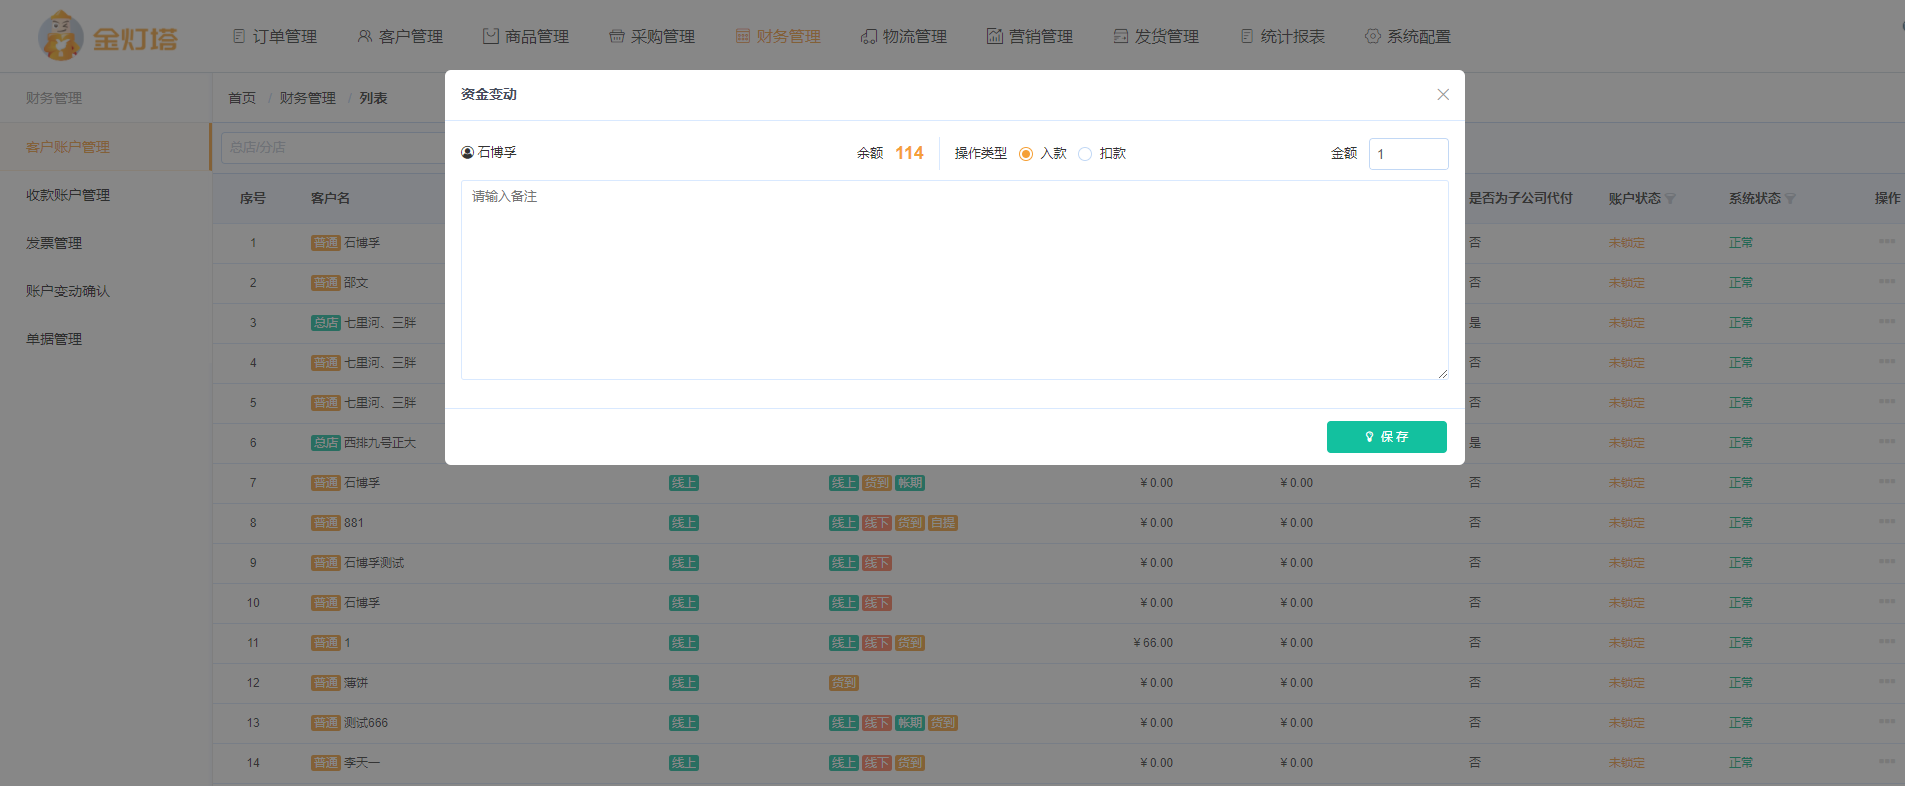 金灯塔 订单管理 客户管理 商品管理 采购管理 财务管理 物流管理 营销管理 发货管理 统计报表 系统配置
财务管理
客户账户管理
收款账户管理
发票管理
账户变动确认
单据管理
首页 / 财务管理 / 列表
总店/分店
资金变动
石博孚 余额 114 操作类型 入款 扣款 金额 1
请输入备注
保存
序号 客户名 是否为子公司代付 账户状态 系统状态 操作
1 普通 石博孚 否 未锁定 正常
2 普通 邵文 否 未锁定 正常
3 总店 七里河、三胖 是 未锁定 正常
4 普通 七里河、三胖 否 未锁定 正常
5 普通 七里河、三胖 否 未锁定 正常
6 总店 西排九号正大 是 未锁定 正常
7 普通 石博孚 线上 线上 货到 帐期 ¥ 0.00 ¥ 0.00 否 未锁定 正常
8 普通 881 线上 线上 线下 货到 自提 ¥ 0.00 ¥ 0.00 否 未锁定 正常
9 普通 石博孚测试 线上 线上 线下 ¥ 0.00 ¥ 0.00 否 未锁定 正常
10 普通 石博孚 线上 线上 线下 ¥ 0.00 ¥ 0.00 否 未锁定 正常
11 普通 1 线上 线上 线下 货到 ¥ 66.00 ¥ 0.00 否 未锁定 正常
12 普通 薄饼 线上 货到 ¥ 0.00 ¥ 0.00 否 未锁定 正常
13 普通 测试666 线上 线上 线下 帐期 货到 ¥ 0.00 ¥ 0.00 否 未锁定 正常
14 普通 李天一 线上 线上 线下 货到 ¥ 0.00 ¥ 0.00 否 未锁定 正常